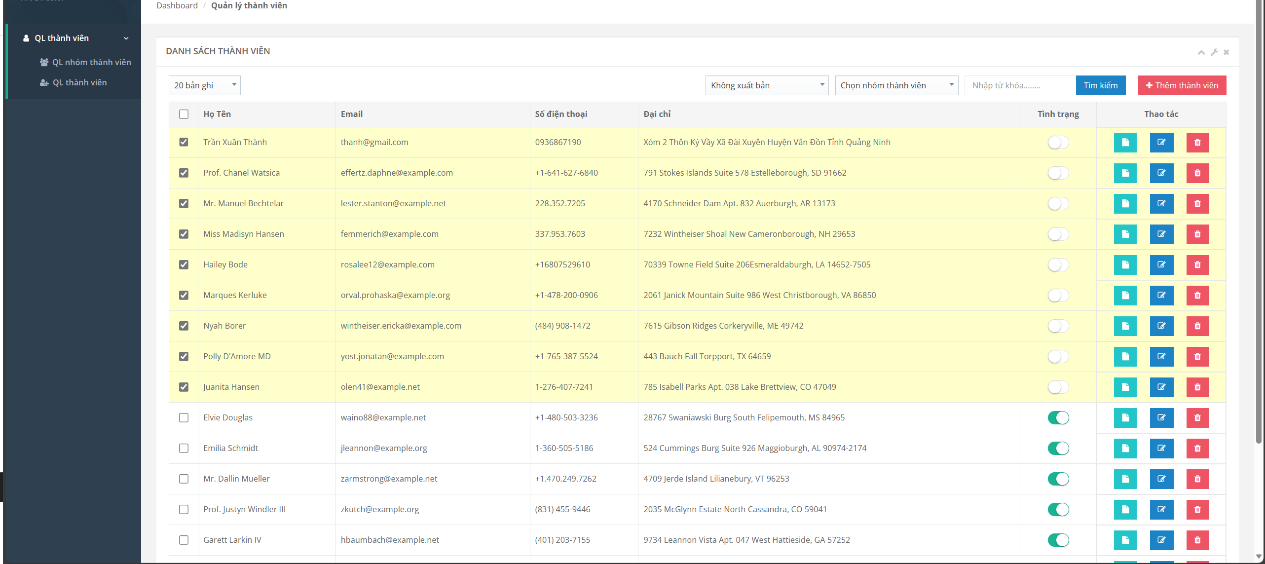 Dashboard / Quản lý thành viên
QL thành viên
QL nhóm thành viên
QL thành viên
DANH SÁCH THÀNH VIÊN
20 bản ghi Không xuất bản Chọn nhóm thành viên Nhập từ khóa........ Tìm kiếm + Thêm thành viên
Họ Tên Email Số điện thoại Đại chỉ Tình trạng Thao tác
Trần Xuân Thành thanh@gmail.com 0936867190 Xóm 2 Thôn Ký Vầy Xã Đài Xuyên Huyện Vân Đồn Tỉnh Quảng Ninh
Prof. Chanel Watsica effertz.daphne@example.com +1-641-627-6840 791 Stokes Islands Suite 578 Estelleborough, SD 91662
Mr. Manuel Bechtelar lester.stanton@example.net 228.352.7205 4170 Schneider Dam Apt. 832 Auerburgh, AR 13173
Miss Madisyn Hansen femmerich@example.com 337.953.7603 7232 Wintheiser Shoal New Cameronborough, NH 29653
Hailey Bode rosalee12@example.com +16807529610 70339 Towne Field Suite 206Esmeraldaburgh, LA 14652-7505
Marques Kerluke orval.prohaska@example.org +1-478-200-0906 2061 Janick Mountain Suite 986 West Christborough, VA 86850
Nyah Borer wintheiser.ericka@example.com (484) 908-1472 7615 Gibson Ridges Corkeryville, ME 49742
Polly D'Amore MD yost.jonatan@example.com +1-765-387-5524 443 Bauch Fall Torpport, TX 64659
Juanita Hansen olen41@example.net 1-276-407-7241 785 Isabell Parks Apt. 038 Lake Brettview, CO 47049
Elvie Douglas waino88@example.net +1-480-503-3236 28767 Swaniawski Burg South Felipemouth, MS 84965
Emilia Schmidt jleannon@example.org 1-360-505-5186 524 Cummings Burg Suite 926 Maggioburgh, AL 90974-2174
Mr. Dallin Mueller zarmstrong@example.net +1.470.249.7262 4709 Jerde Island Lilianebury, VT 96253
Prof. Justyn Windler III zkutch@example.org (831) 455-9446 2035 McGlynn Estate North Cassandra, CO 59041
Garett Larkin IV hbaumbach@example.net (401) 203-7155 9734 Leannon Vista Apt. 047 West Hattieside, GA 57252